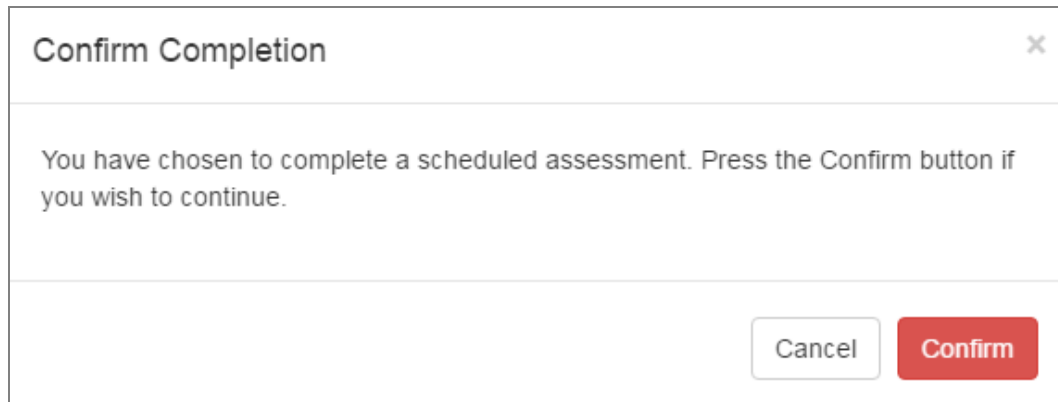 Confirm Completion ×
You have chosen to complete a scheduled assessment. Press the Confirm button if
you wish to continue.
Cancel Confirm